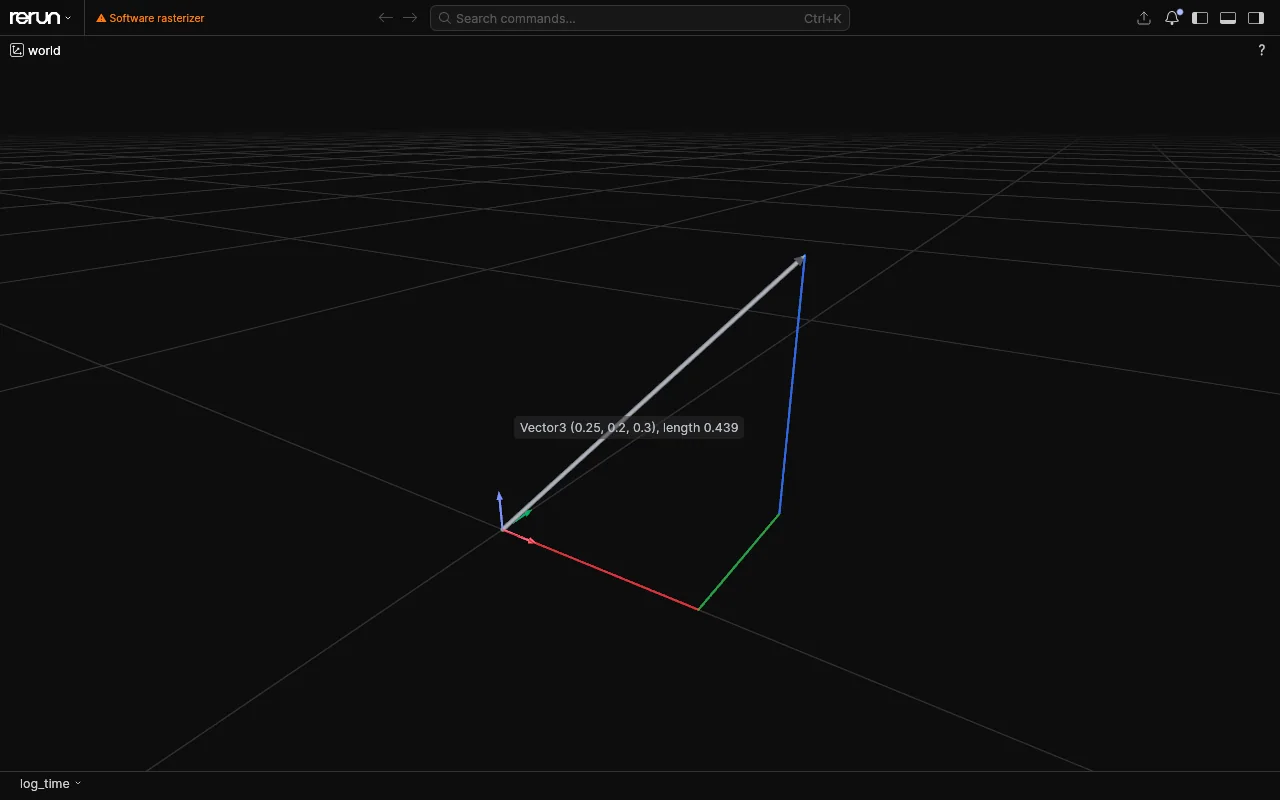 rerun
Software rasterizer
Search commands...
Ctrl+K
world
?
Vector3 (0.25, 0.2, 0.3), length 0.439
log_time